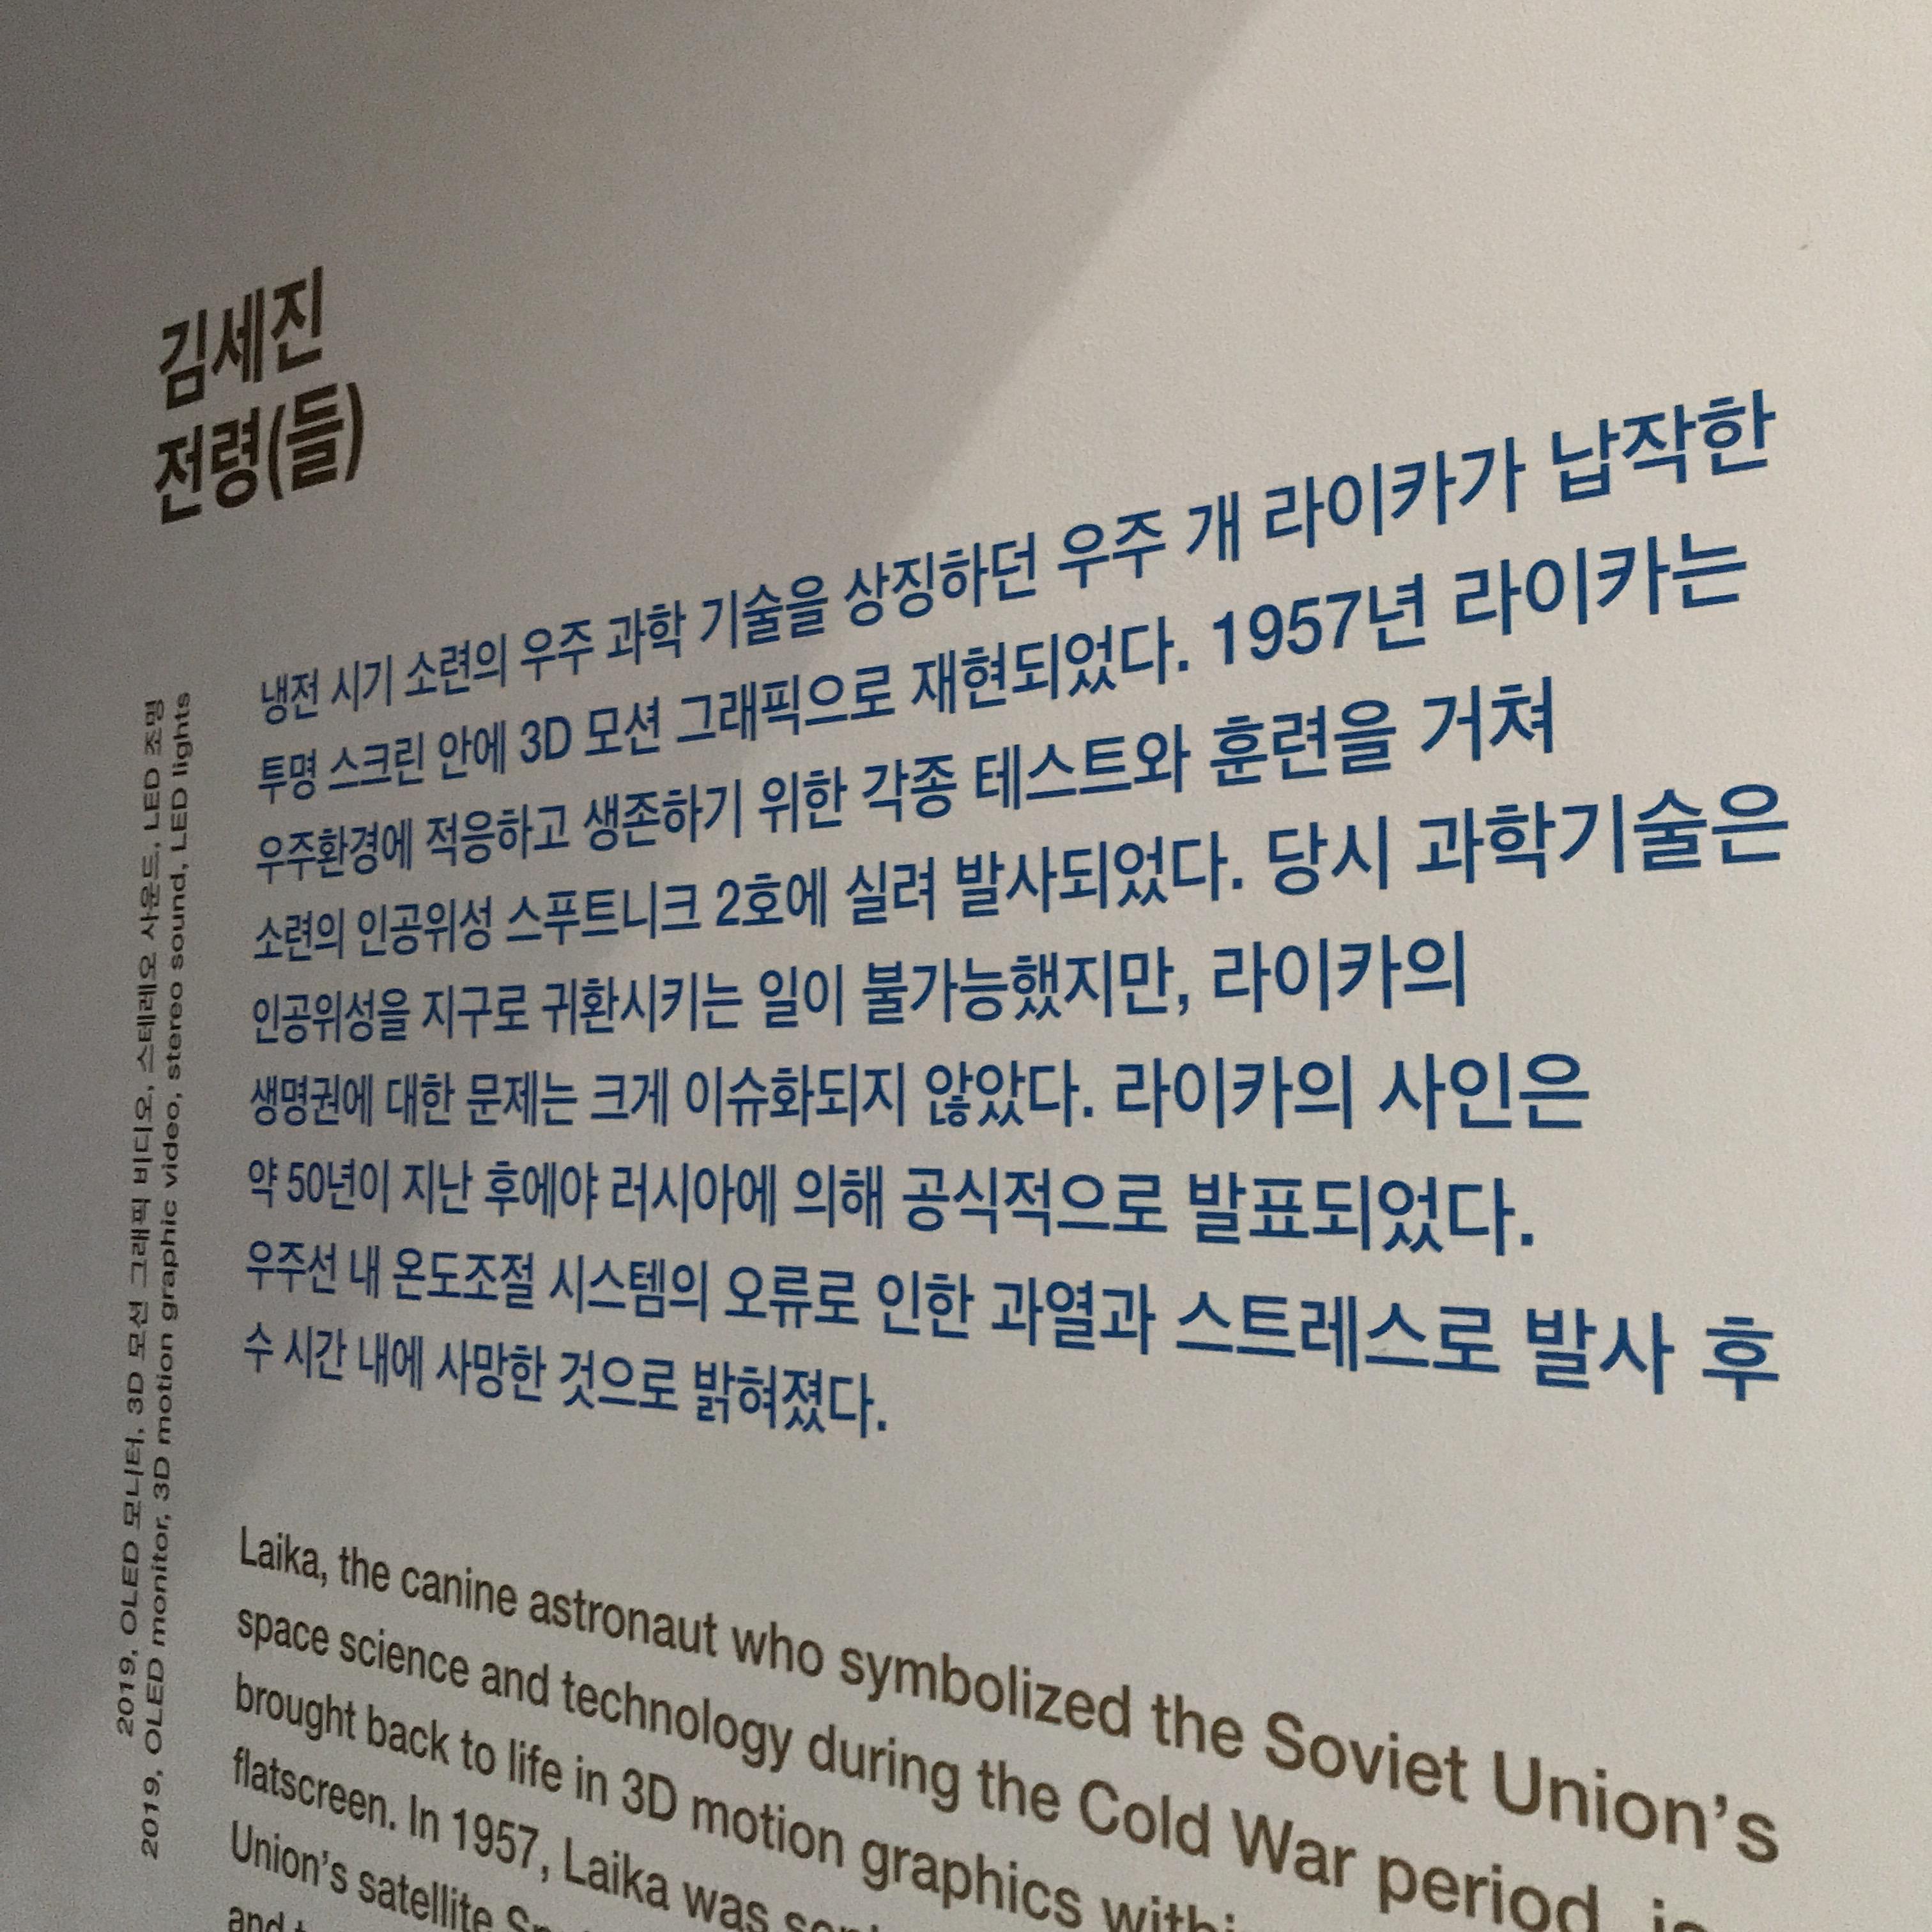 김세진
전령(들)
2019, OLED 모니터, 3D 모션 그래픽 비디오, 스테레오 사운드, LED 조명
2019, OLED monitor, 3D motion graphic video, stereo sound, LED lights
냉전 시기 소련의 우주 과학 기술을 상징하던 우주 개 라이카가 납작한
투명 스크린 안에 3D 모션 그래픽으로 재현되었다. 1957년 라이카는
우주환경에 적응하고 생존하기 위한 각종 테스트와 훈련을 거쳐
소련의 인공위성 스푸트니크 2호에 실려 발사되었다. 당시 과학기술은
인공위성을 지구로 귀환시키는 일이 불가능했지만, 라이카의
생명권에 대한 문제는 크게 이슈화되지 않았다. 라이카의 사인은
약 50년이 지난 후에야 러시아에 의해 공식적으로 발표되었다.
우주선 내 온도조절 시스템의 오류로 인한 과열과 스트레스로 발사 후
수 시간 내에 사망한 것으로 밝혀졌다.
Laika, the canine astronaut who symbolized the Soviet Union's
space science and technology during the Cold War period, is
brought back to life in 3D motion graphics
flatscreen. In 1957, Laika was
Union's satellite
and